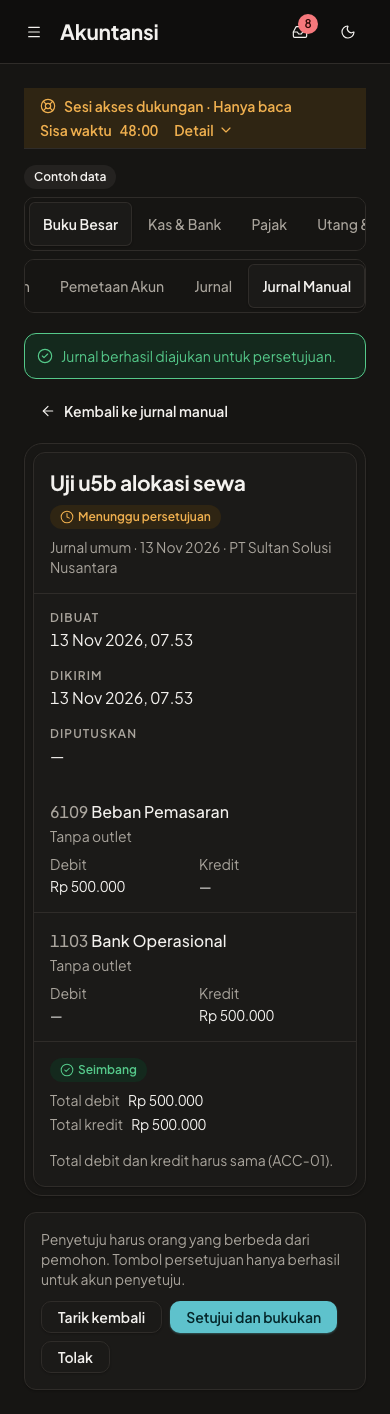 Akuntansi
8
Sesi akses dukungan · Hanya baca
Sisa waktu 48:00 Detail
Contoh data
Buku Besar Kas & Bank Pajak Utang &
n Pemetaan Akun Jurnal Jurnal Manual
Jurnal berhasil diajukan untuk persetujuan.
Kembali ke jurnal manual
Uji u5b alokasi sewa
Menunggu persetujuan
Jurnal umum · 13 Nov 2026 · PT Sultan Solusi
Nusantara
DIBUAT
13 Nov 2026, 07.53
DIKIRIM
13 Nov 2026, 07.53
DIPUTUSKAN
—
6109 Beban Pemasaran
Tanpa outlet
Debit Kredit
Rp 500.000 —
1103 Bank Operasional
Tanpa outlet
Debit Kredit
— Rp 500.000
Seimbang
Total debit Rp 500.000
Total kredit Rp 500.000
Total debit dan kredit harus sama (ACC-01).
Penyetuju harus orang yang berbeda dari
pemohon. Tombol persetujuan hanya berhasil
untuk akun penyetuju.
Tarik kembali Setujui dan bukukan
Tolak